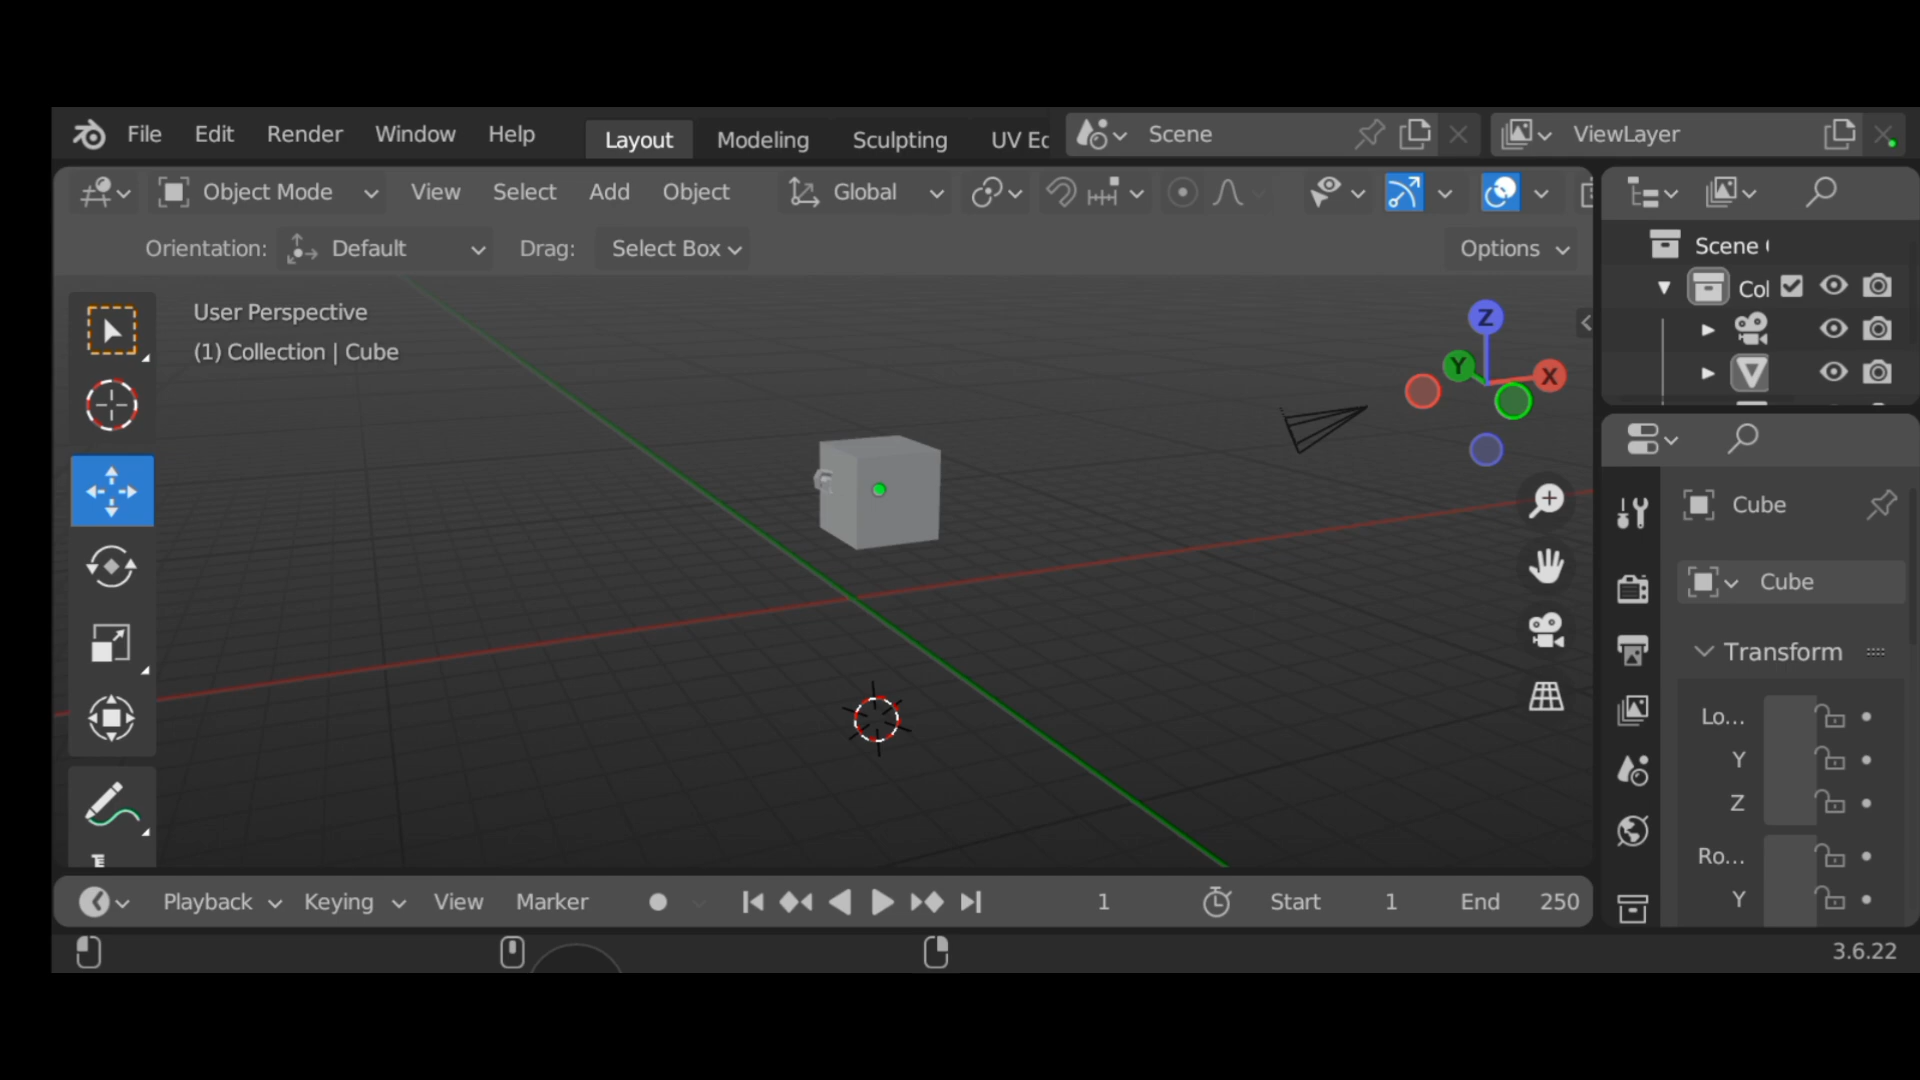 File Edit Render Window Help Layout Modeling Sculpting UV Ed Scene ViewLayer
Object Mode View Select Add Object Global
Orientation: Default Drag: Select Box Options
Scene
Col
User Perspective
(1) Collection | Cube
Z
Y
X
Cube
Cube
Transform
Lo...
Y
Z
Ro...
Y
Playback Keying View Marker 1 Start 1 End 250
3.6.22